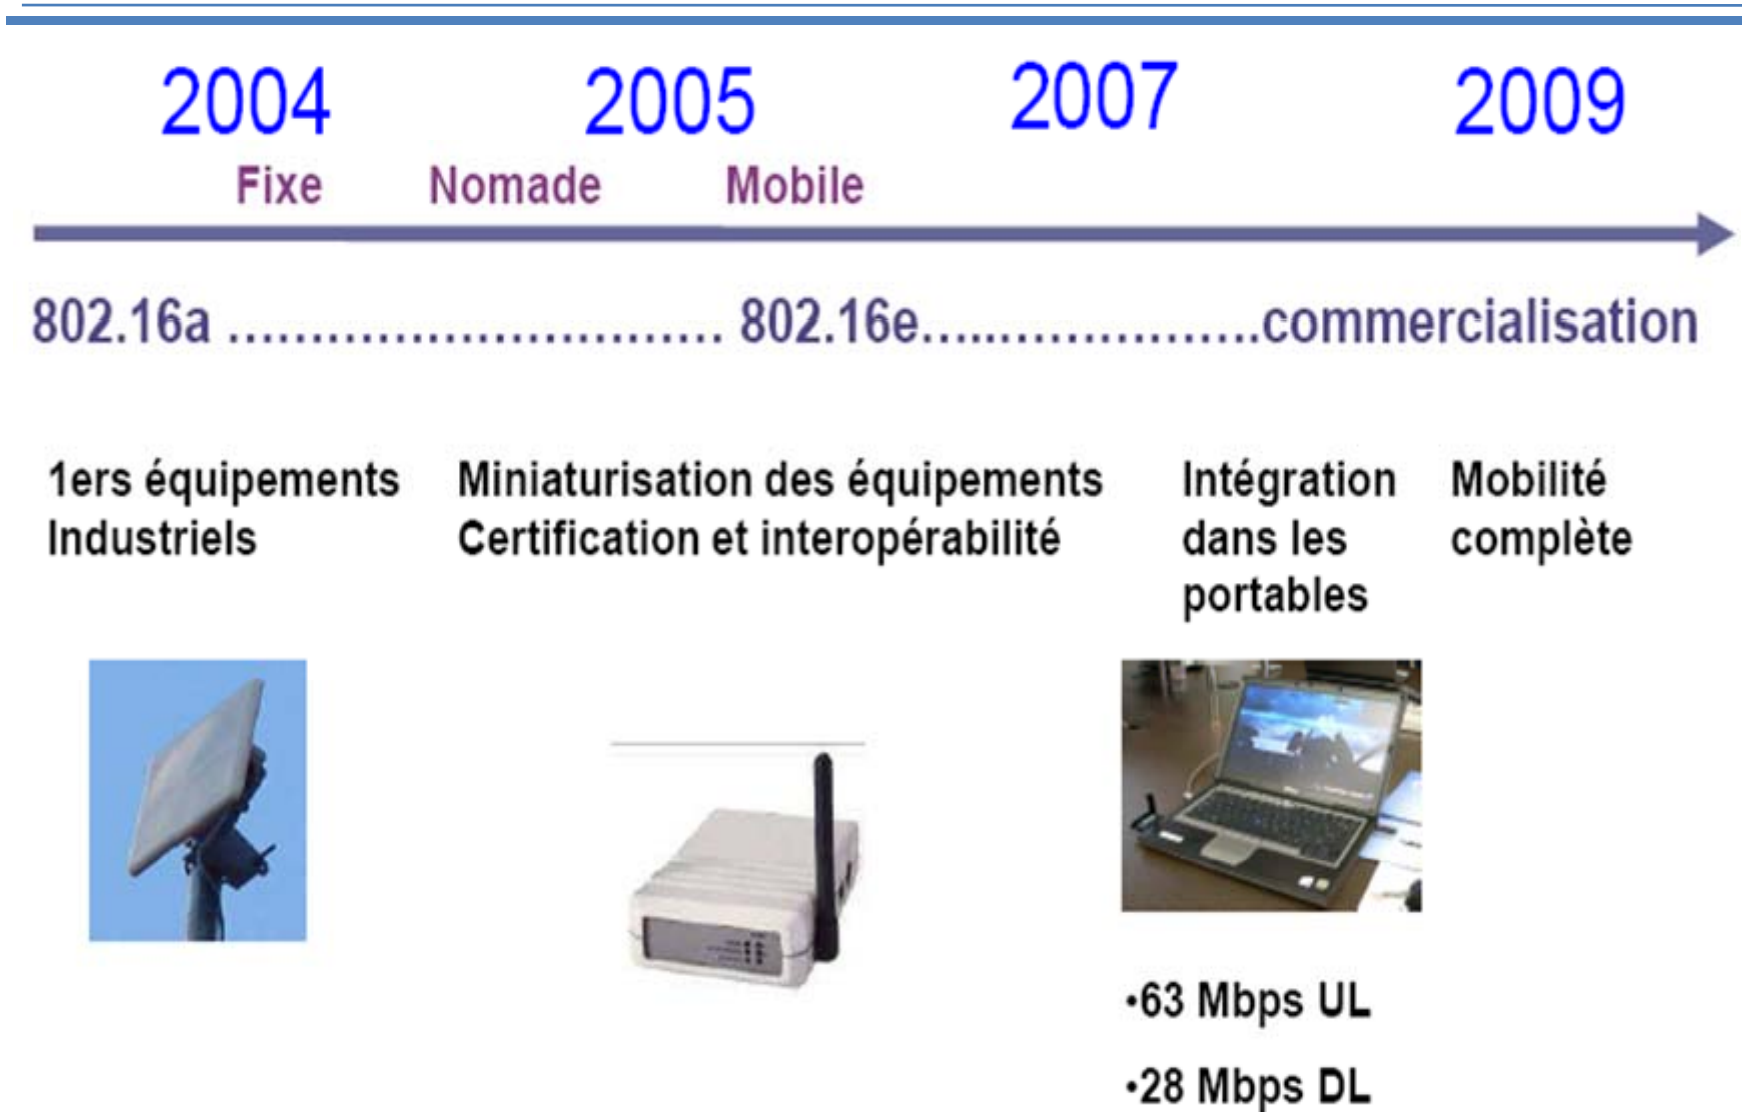 2004 2005 2007 2009
Fixe Nomade Mobile
802.16a ................................ 802.16e.......................commercialisation
1ers équipements
Industriels
Miniaturisation des équipements
Certification et interopérabilité
Intégration
dans les
portables
Mobilité
complète
•63 Mbps UL
•28 Mbps DL